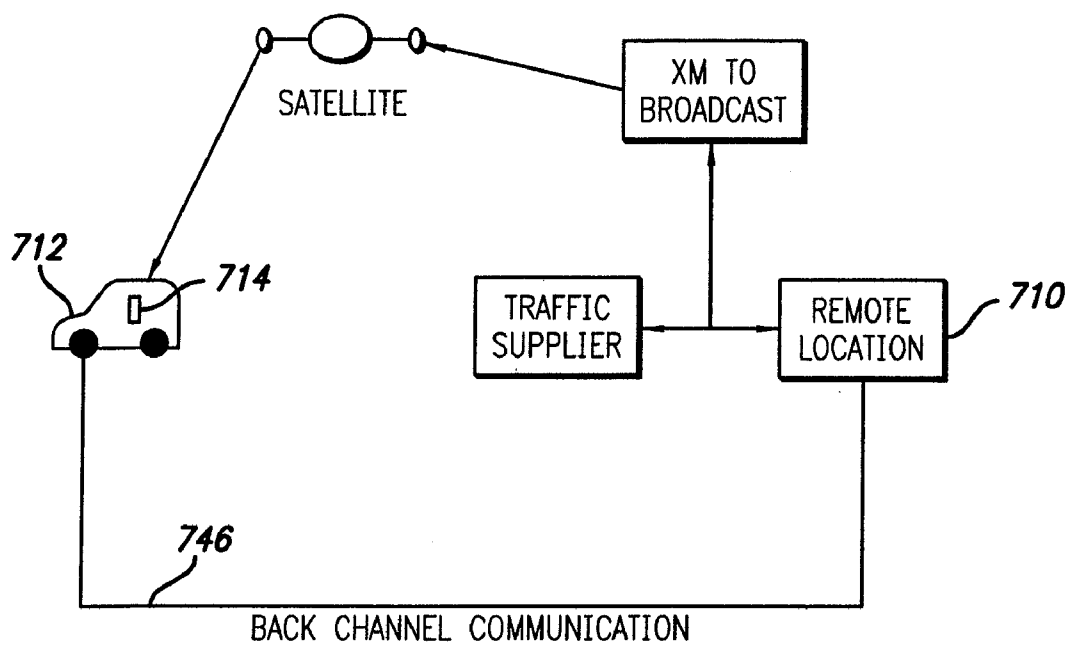 SATELLITE
XM TO
BROADCAST
712
714
TRAFFIC
SUPPLIER
REMOTE
LOCATION
710
746
BACK CHANNEL COMMUNICATION